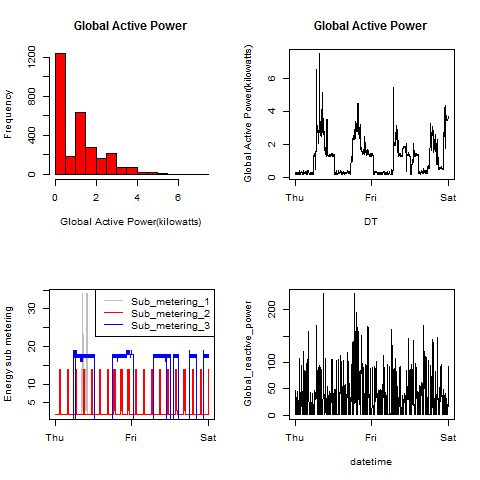 Global Active Power
Frequency
0 400 800 1200
0 2 4 6
Global Active Power(kilowatts)
Global Active Power
Global Active Power(kilowatts)
0 2 4 6
Thu Fri Sat
DT
Energy sub metering
5 10 20 30
Sub_metering_1
Sub_metering_2
Sub_metering_3
Thu Fri Sat
Global_reactive_power
0 50 100 200
Thu Fri Sat
datetime